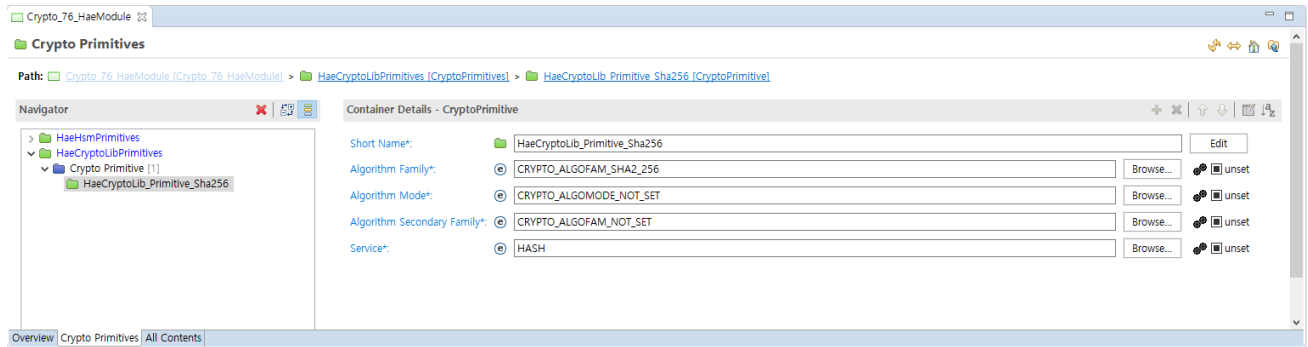 Crypto_76_HaeModule
Crypto Primitives
Path: Crypto_76_HaeModule [Crypto_76_HaeModule] > HaeCryptoLibPrimitives [CryptoPrimitives] > HaeCryptoLib_Primitive_Sha256 [CryptoPrimitive]
Navigator
HaeHsmPrimitives
HaeCryptoLibPrimitives
Crypto Primitive [1]
HaeCryptoLib_Primitive_Sha256
Container Details - CryptoPrimitive
Short Name*: HaeCryptoLib_Primitive_Sha256 Edit
Algorithm Family*: CRYPTO_ALGOFAM_SHA2_256 Browse... unset
Algorithm Mode*: CRYPTO_ALGOMODE_NOT_SET Browse... unset
Algorithm Secondary Family*: CRYPTO_ALGOFAM_NOT_SET Browse... unset
Service*: HASH Browse... unset
Overview Crypto Primitives All Contents